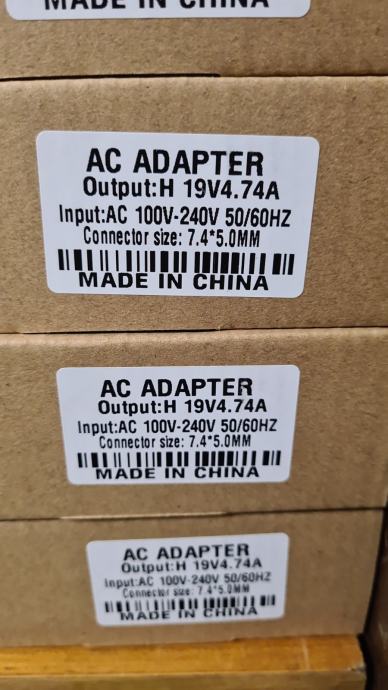 MADE IN CHINA
AC ADAPTER
Output:H 19V4.74A
Input:AC 100V-240V 50/60HZ
Connector size: 7.4*5.0MM
MADE IN CHINA
AC ADAPTER
Output:H 19V4.74A
Input:AC 100V-240V 50/60HZ
Connector size: 7.4*5.0MM
MADE IN CHINA
AC ADAPTER
Output:H 19V4.74A
Input:AC 100V-240V 50/60HZ
Connector size: 7.4*5.0MM
MADE IN CHINA